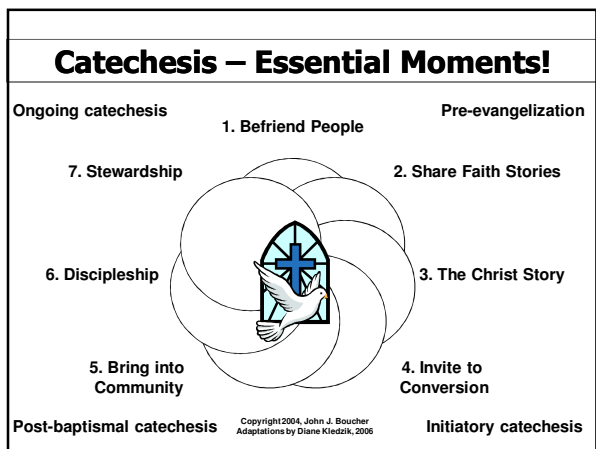 Catechesis – Essential Moments!
Ongoing catechesis
Pre-evangelization
1. Befriend People
7. Stewardship
2. Share Faith Stories
6. Discipleship
3. The Christ Story
5. Bring into
Community
4. Invite to
Conversion
Post-baptismal catechesis
Copyright 2004, John J. Boucher
Adaptations by Diane Kledzik, 2006
Initiatory catechesis